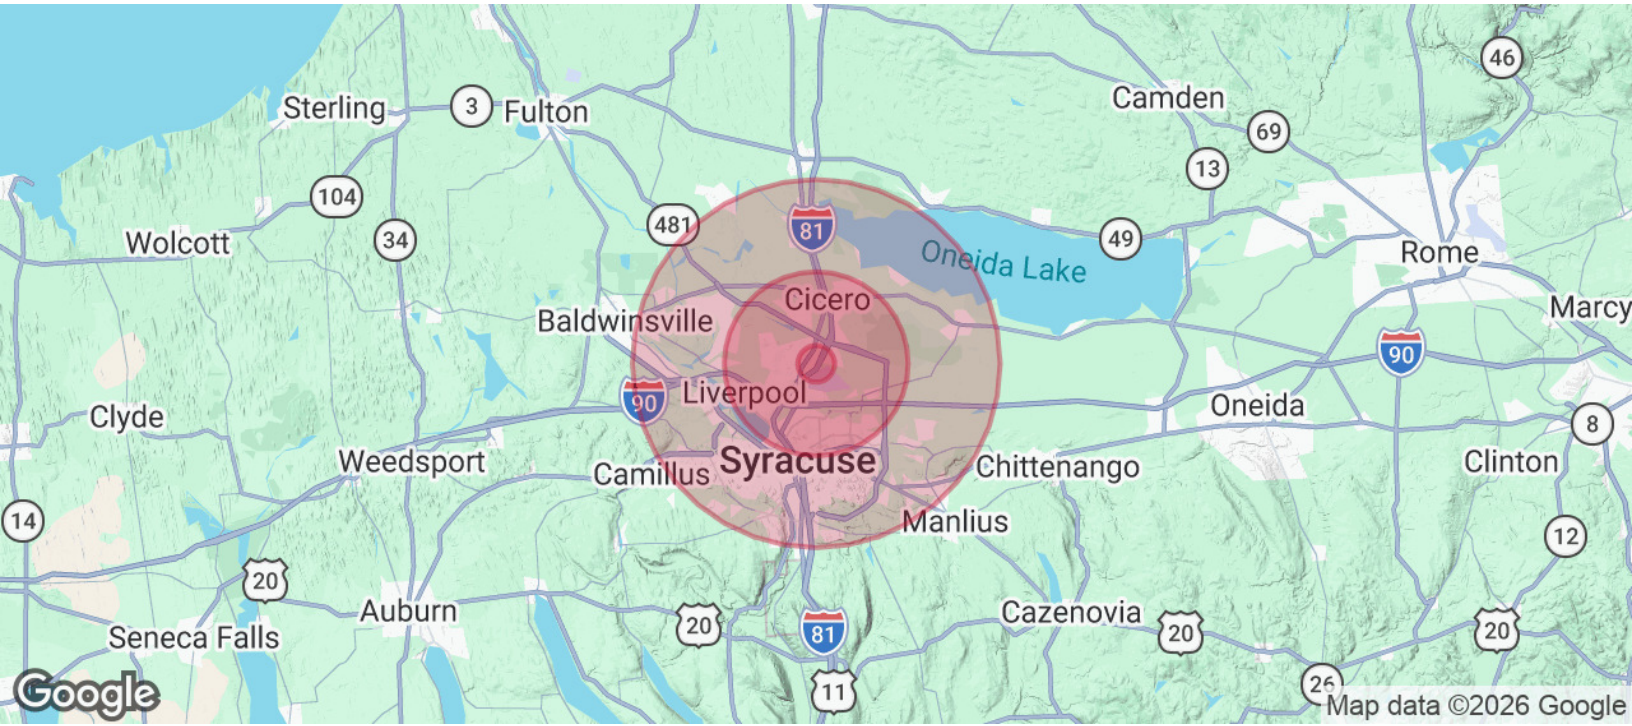 46
Camden
Sterling
3
Fulton
69
13
104
481
81
34
49
Wolcott
Oneida Lake
Rome
Cicero
Marcy
Baldwinsville
90
Liverpool
90
Oneida
Clyde
8
Syracuse
Weedsport
Camillus
Chittenango
Clinton
14
Manlius
12
20
Auburn
Cazenovia
20
81
20
20
Seneca Falls
11
26
Google
Map data ©2026 Google